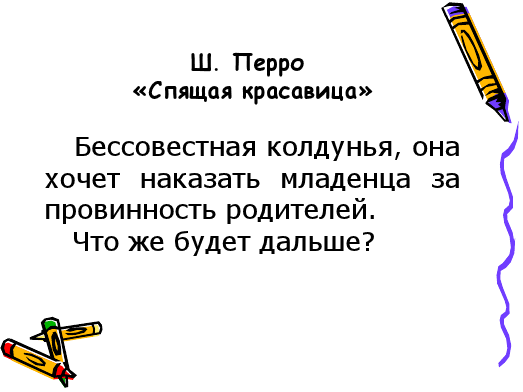 Ш. Перро
«Спящая красавица»
Бессовестная колдунья, она
хочет наказать младенца за
провинность родителей.
Что же будет дальше?